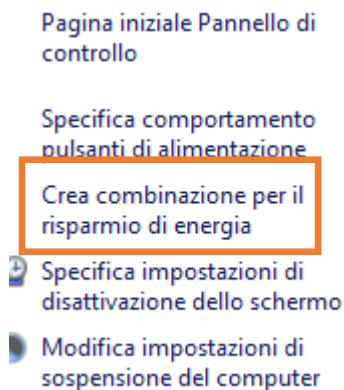 Pagina iniziale Pannello di
controllo
Specifica comportamento
pulsanti di alimentazione
Crea combinazione per il
risparmio di energia
Specifica impostazioni di
disattivazione dello schermo
Modifica impostazioni di
sospensione del computer